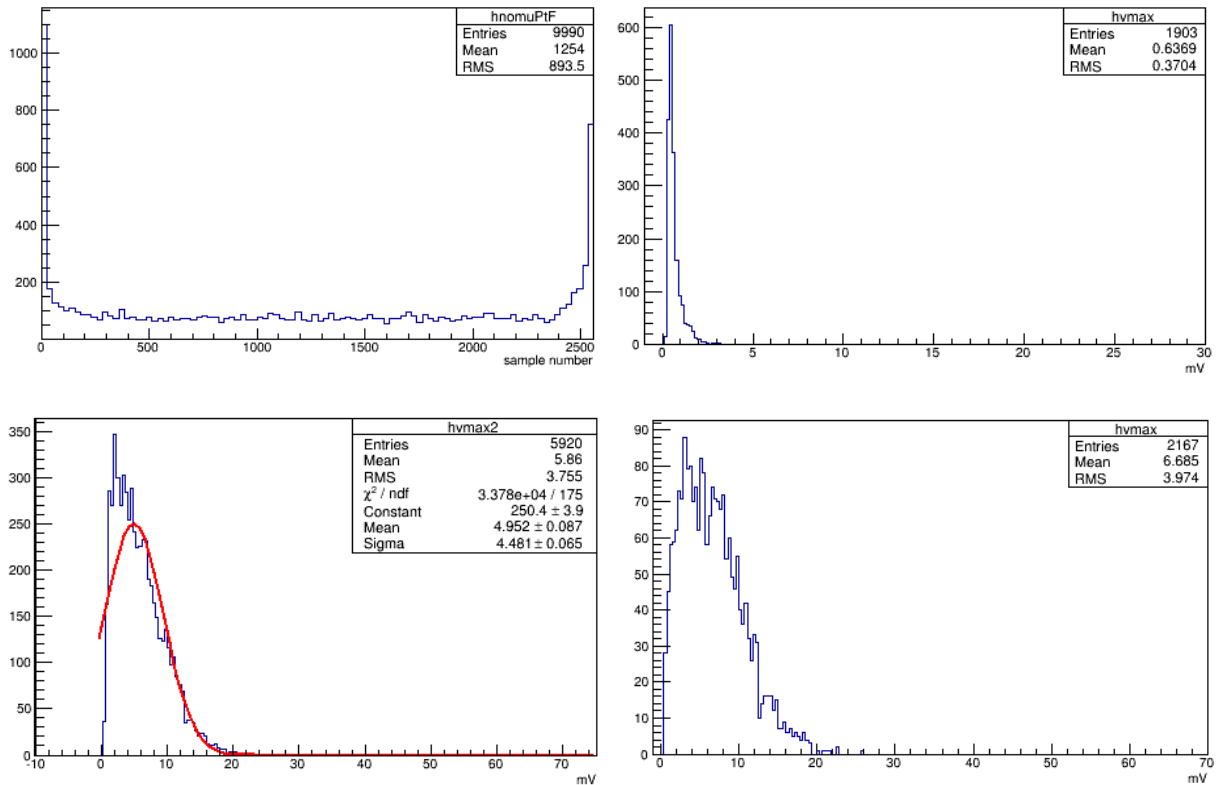 hnomuPtF
Entries 9990
Mean 1254
RMS 893.5
1000
800
600
400
200
0 500 1000 1500 2000 2500
sample number
hvmax
Entries 1903
Mean 0.6369
RMS 0.3704
600
500
400
300
200
100
0
0 5 10 15 20 25 30
mV
hvmax2
Entries 5920
Mean 5.86
RMS 3.755
χ² / ndf 3.378e+04 / 175
Constant 250.4 ± 3.9
Mean 4.952 ± 0.087
Sigma 4.481 ± 0.065
350
300
250
200
150
100
50
0
-10 0 10 20 30 40 50 60 70
mV
hvmax
Entries 2167
Mean 6.685
RMS 3.974
90
80
70
60
50
40
30
20
10
0
0 10 20 30 40 50 60 70
mV